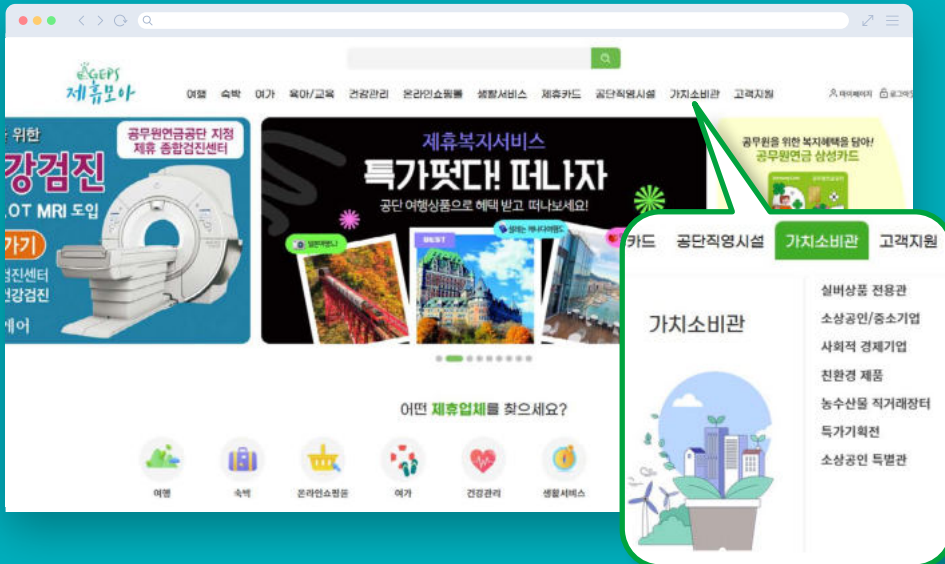 GEPS
제휴모아
여행 숙박 여가 육아/교육 건강관리 온라인쇼핑몰 생활서비스 제휴카드 공단직영시설 가치소비관 고객지원
마이페이지 로그아웃
위한
강검진
OT MRI 도입
가기
검진센터
건강검진
케어
공무원연금공단 지정
제휴 종합검진센터
제휴복지서비스
특가떳다! 떠나자
공단 여행상품으로 혜택 받고 떠나보세요!
BEST
공무원을 위한 복지혜택을 담아!
공무원연금 삼성카드
카드 공단직영시설 가치소비관 고객지원
가치소비관
실버상품 전용관
소상공인/중소기업
사회적 경제기업
친환경 제품
농수산물 직거래장터
특가기획전
소상공인 특별관
어떤 제휴업체를 찾으세요?
여행 숙박 온라인쇼핑몰 여가 건강관리 생활서비스